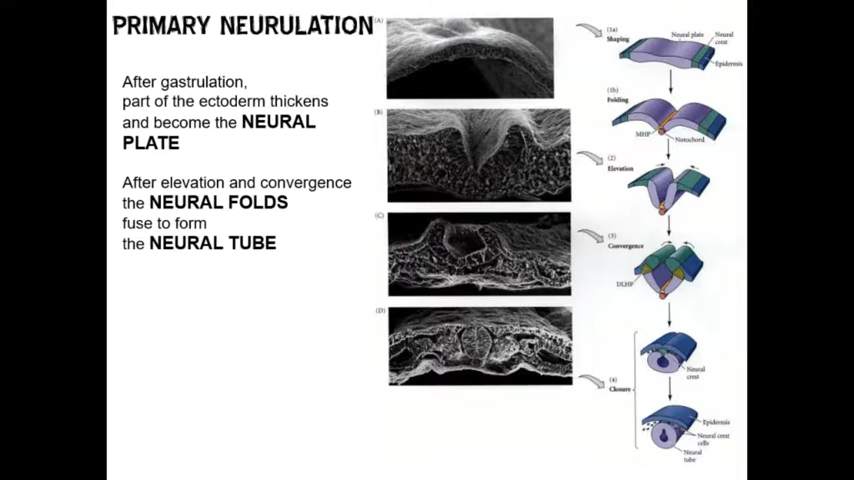 PRIMARY NEURULATION
After gastrulation,
part of the ectoderm thickens
and become the NEURAL
PLATE
After elevation and convergence
the NEURAL FOLDS
fuse to form
the NEURAL TUBE
(A)
(B)
(C)
(D)
(1a)
Shaping
Neural plate
Neural
crest
Epidermis
(1b)
Folding
MHP
Notochord
(2)
Elevation
(3)
Convergence
DLHP
(4)
Closure
Neural
crest
Epidermis
Neural crest
cells
Neural
tube